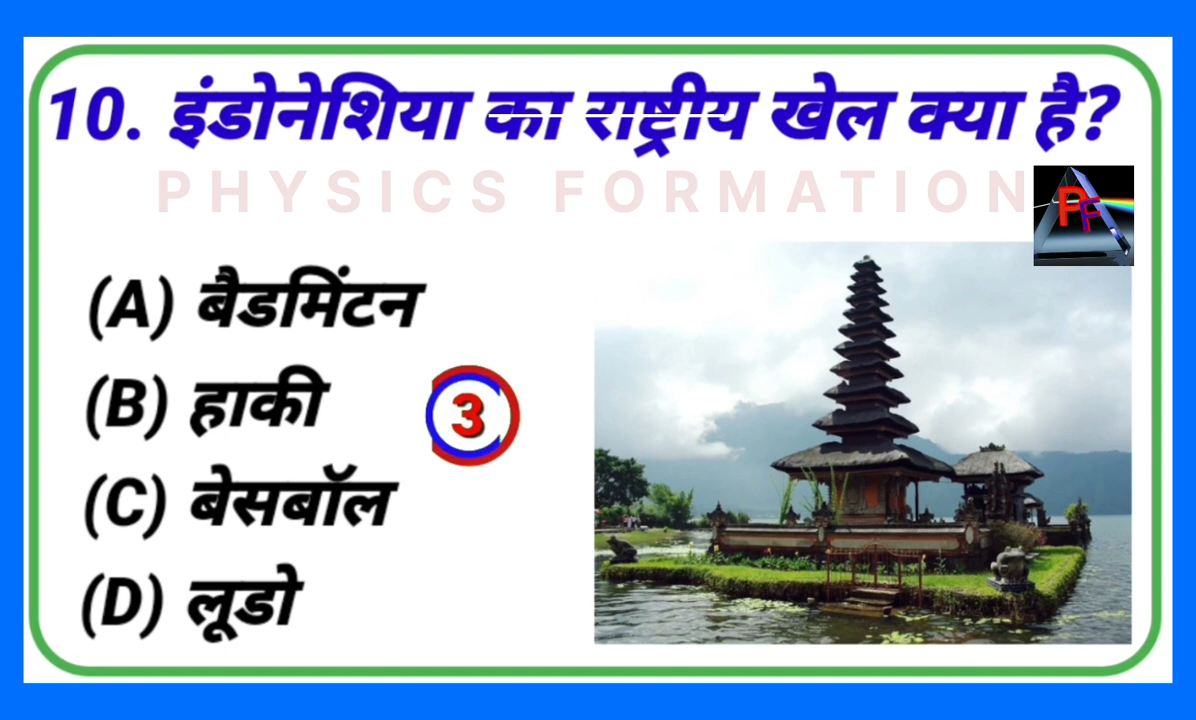 10. इंडोनेशिया का राष्ट्रीय खेल क्या है?
PHYSICS FORMATION
PF
(A) बैडमिंटन
(B) हाकी
3
(C) बेसबॉल
(D) लूडो